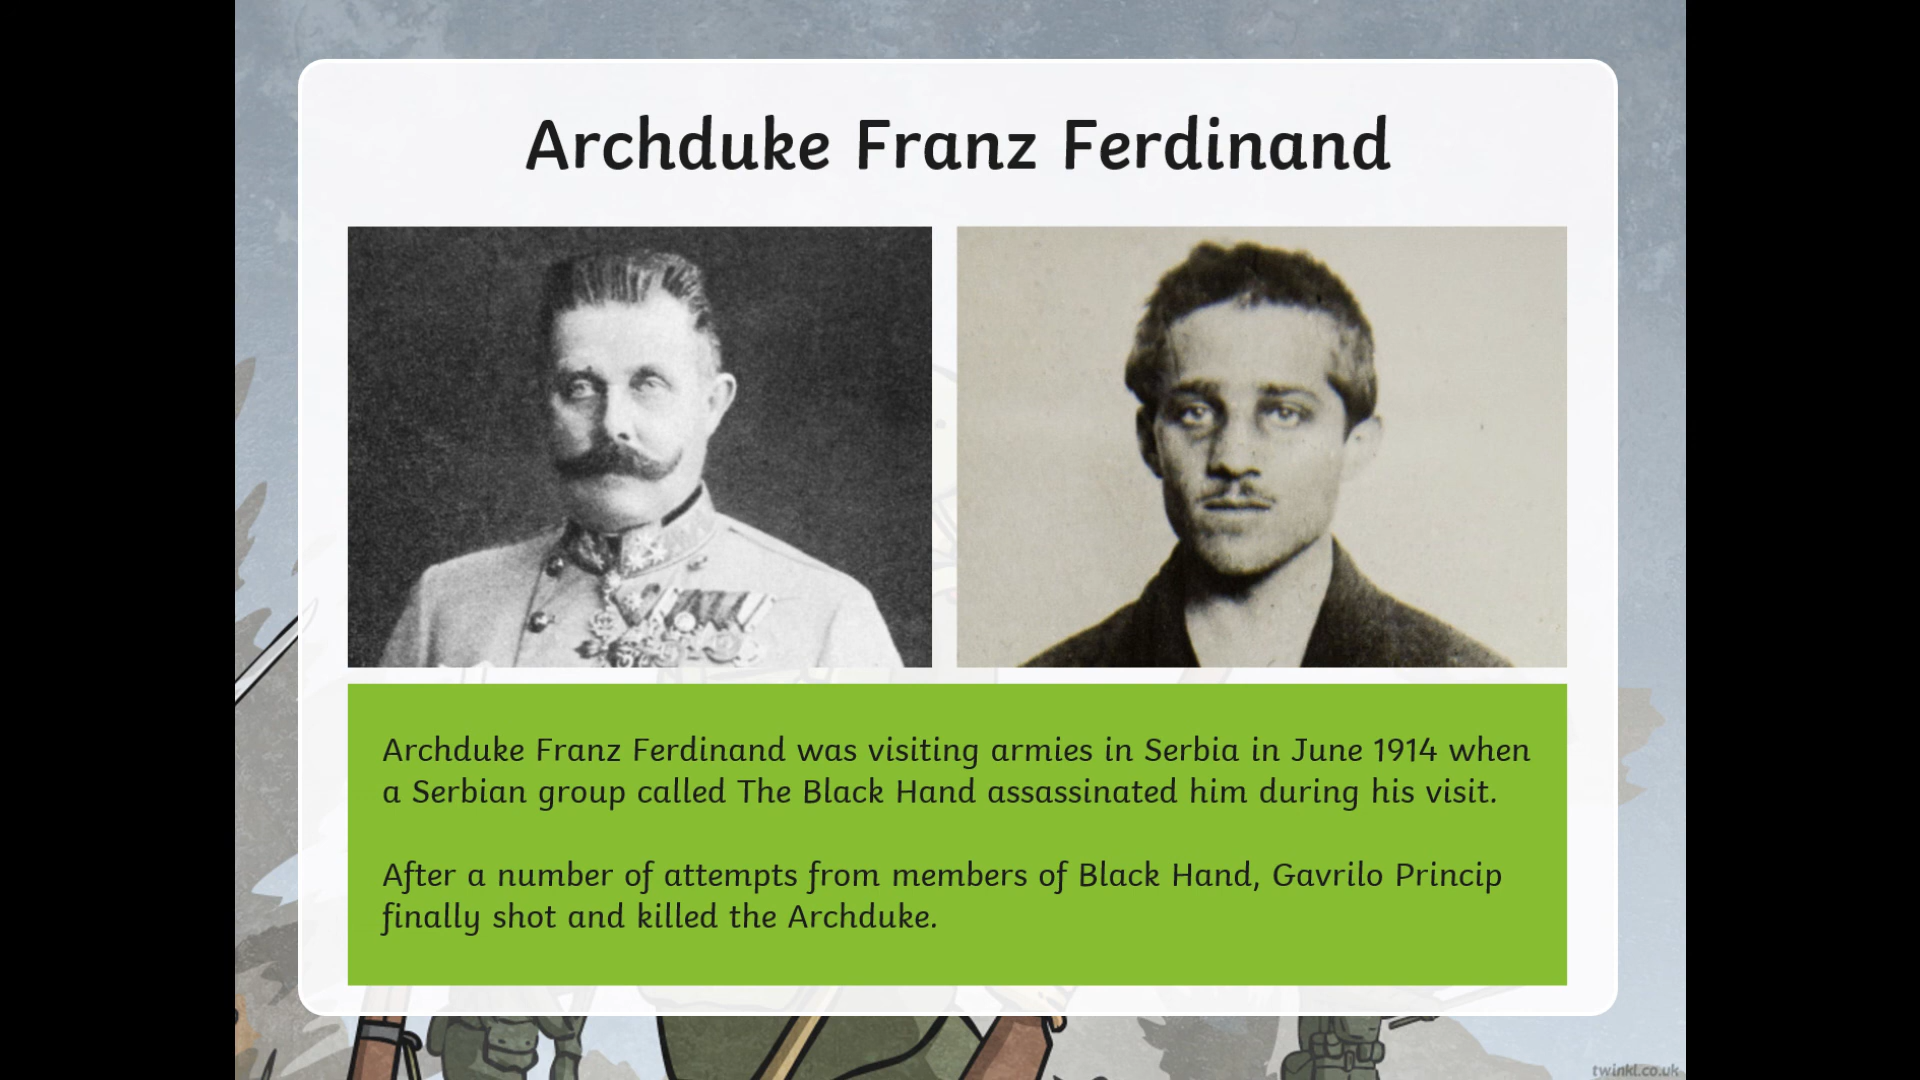 Archduke Franz Ferdinand
Archduke Franz Ferdinand was visiting armies in Serbia in June 1914 when
a Serbian group called The Black Hand assassinated him during his visit.
After a number of attempts from members of Black Hand, Gavrilo Princip
finally shot and killed the Archduke.
twinkl.co.uk